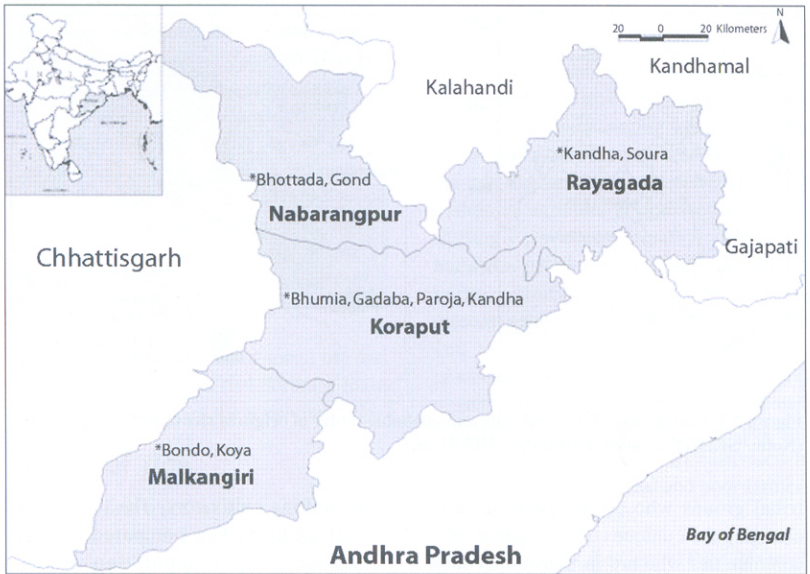 N
20 0 20 Kilometers
Kandhamal
Kalahandi
*Kandha, Soura
Rayagada
*Bhottada, Gond
Nabarangpur
Gajapati
Chhattisgarh
*Bhumia, Gadaba, Paroja, Kandha
Koraput
*Bondo, Koya
Malkangiri
Bay of Bengal
Andhra Pradesh